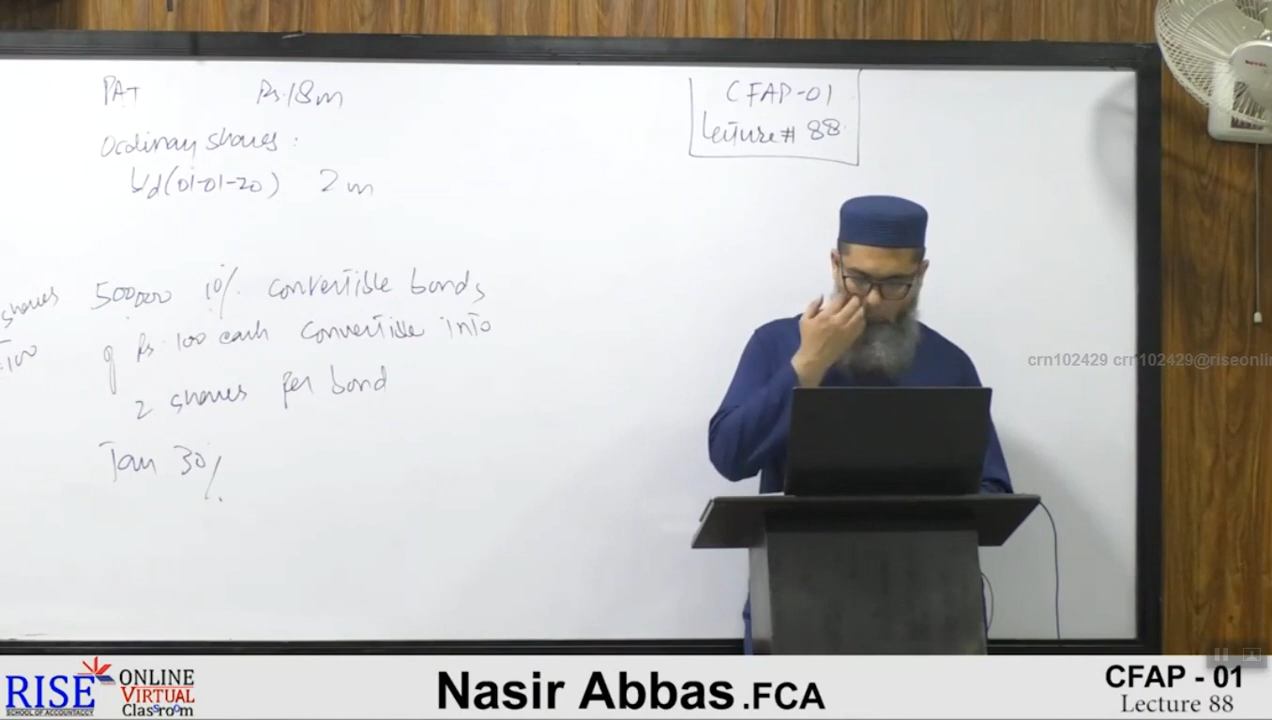 PAT Rs.18m
Ordinary shares :
b/d (01-01-20) 2m
CFAP-01
Lecture # 88
shares
100
500000 10% convertible bonds
of Rs. 100 each convertible into
2 shares per bond
Tax 30%
crn102429 crn102429@riseonli
RISE
SCHOOL OF ACCOUNTANCY
ONLINE
VIRTUAL
Classroom
Nasir Abbas.FCA
CFAP - 01
Lecture 88